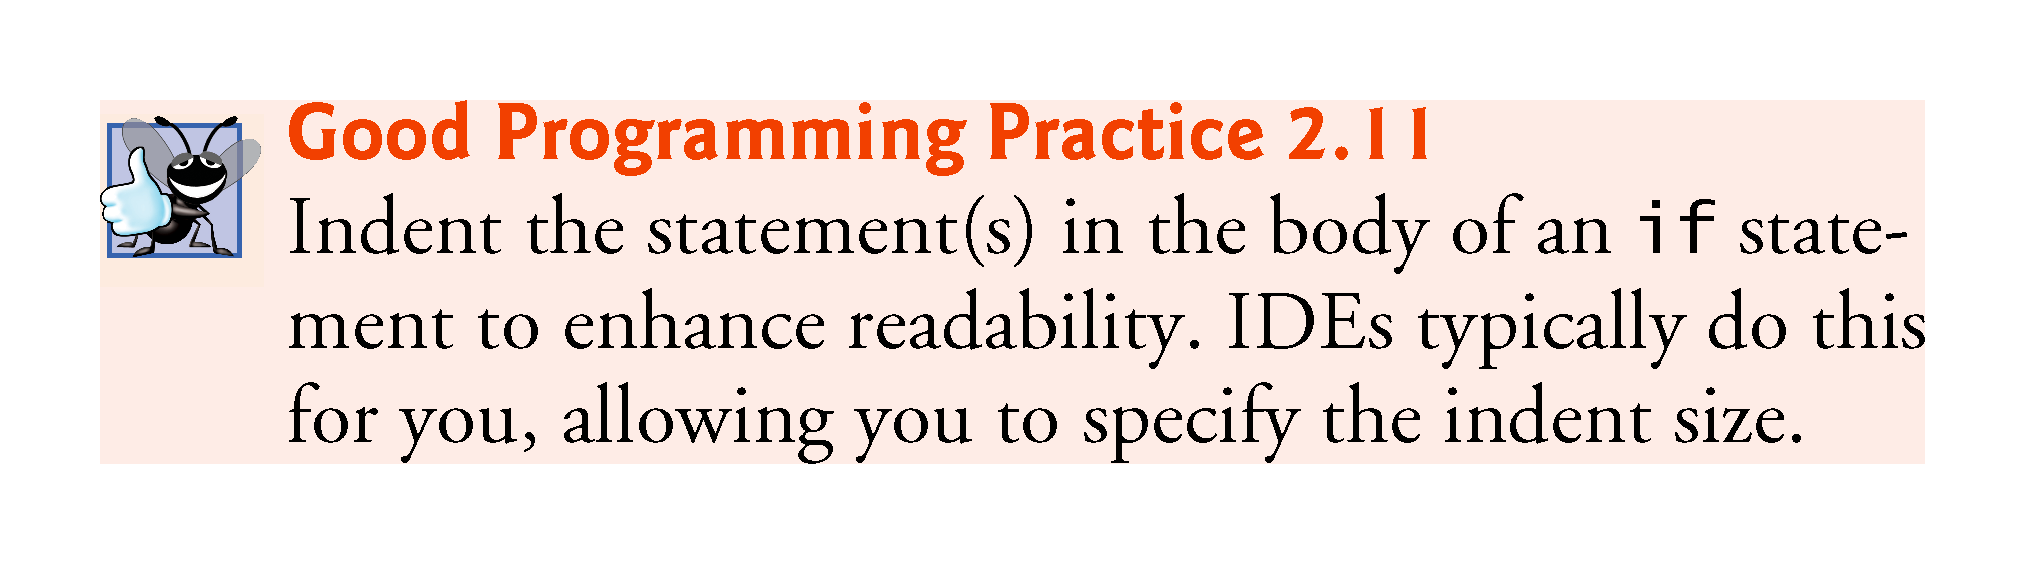 Good Programming Practice 2.11
Indent the statement(s) in the body of an if state-
ment to enhance readability. IDEs typically do this
for you, allowing you to specify the indent size.